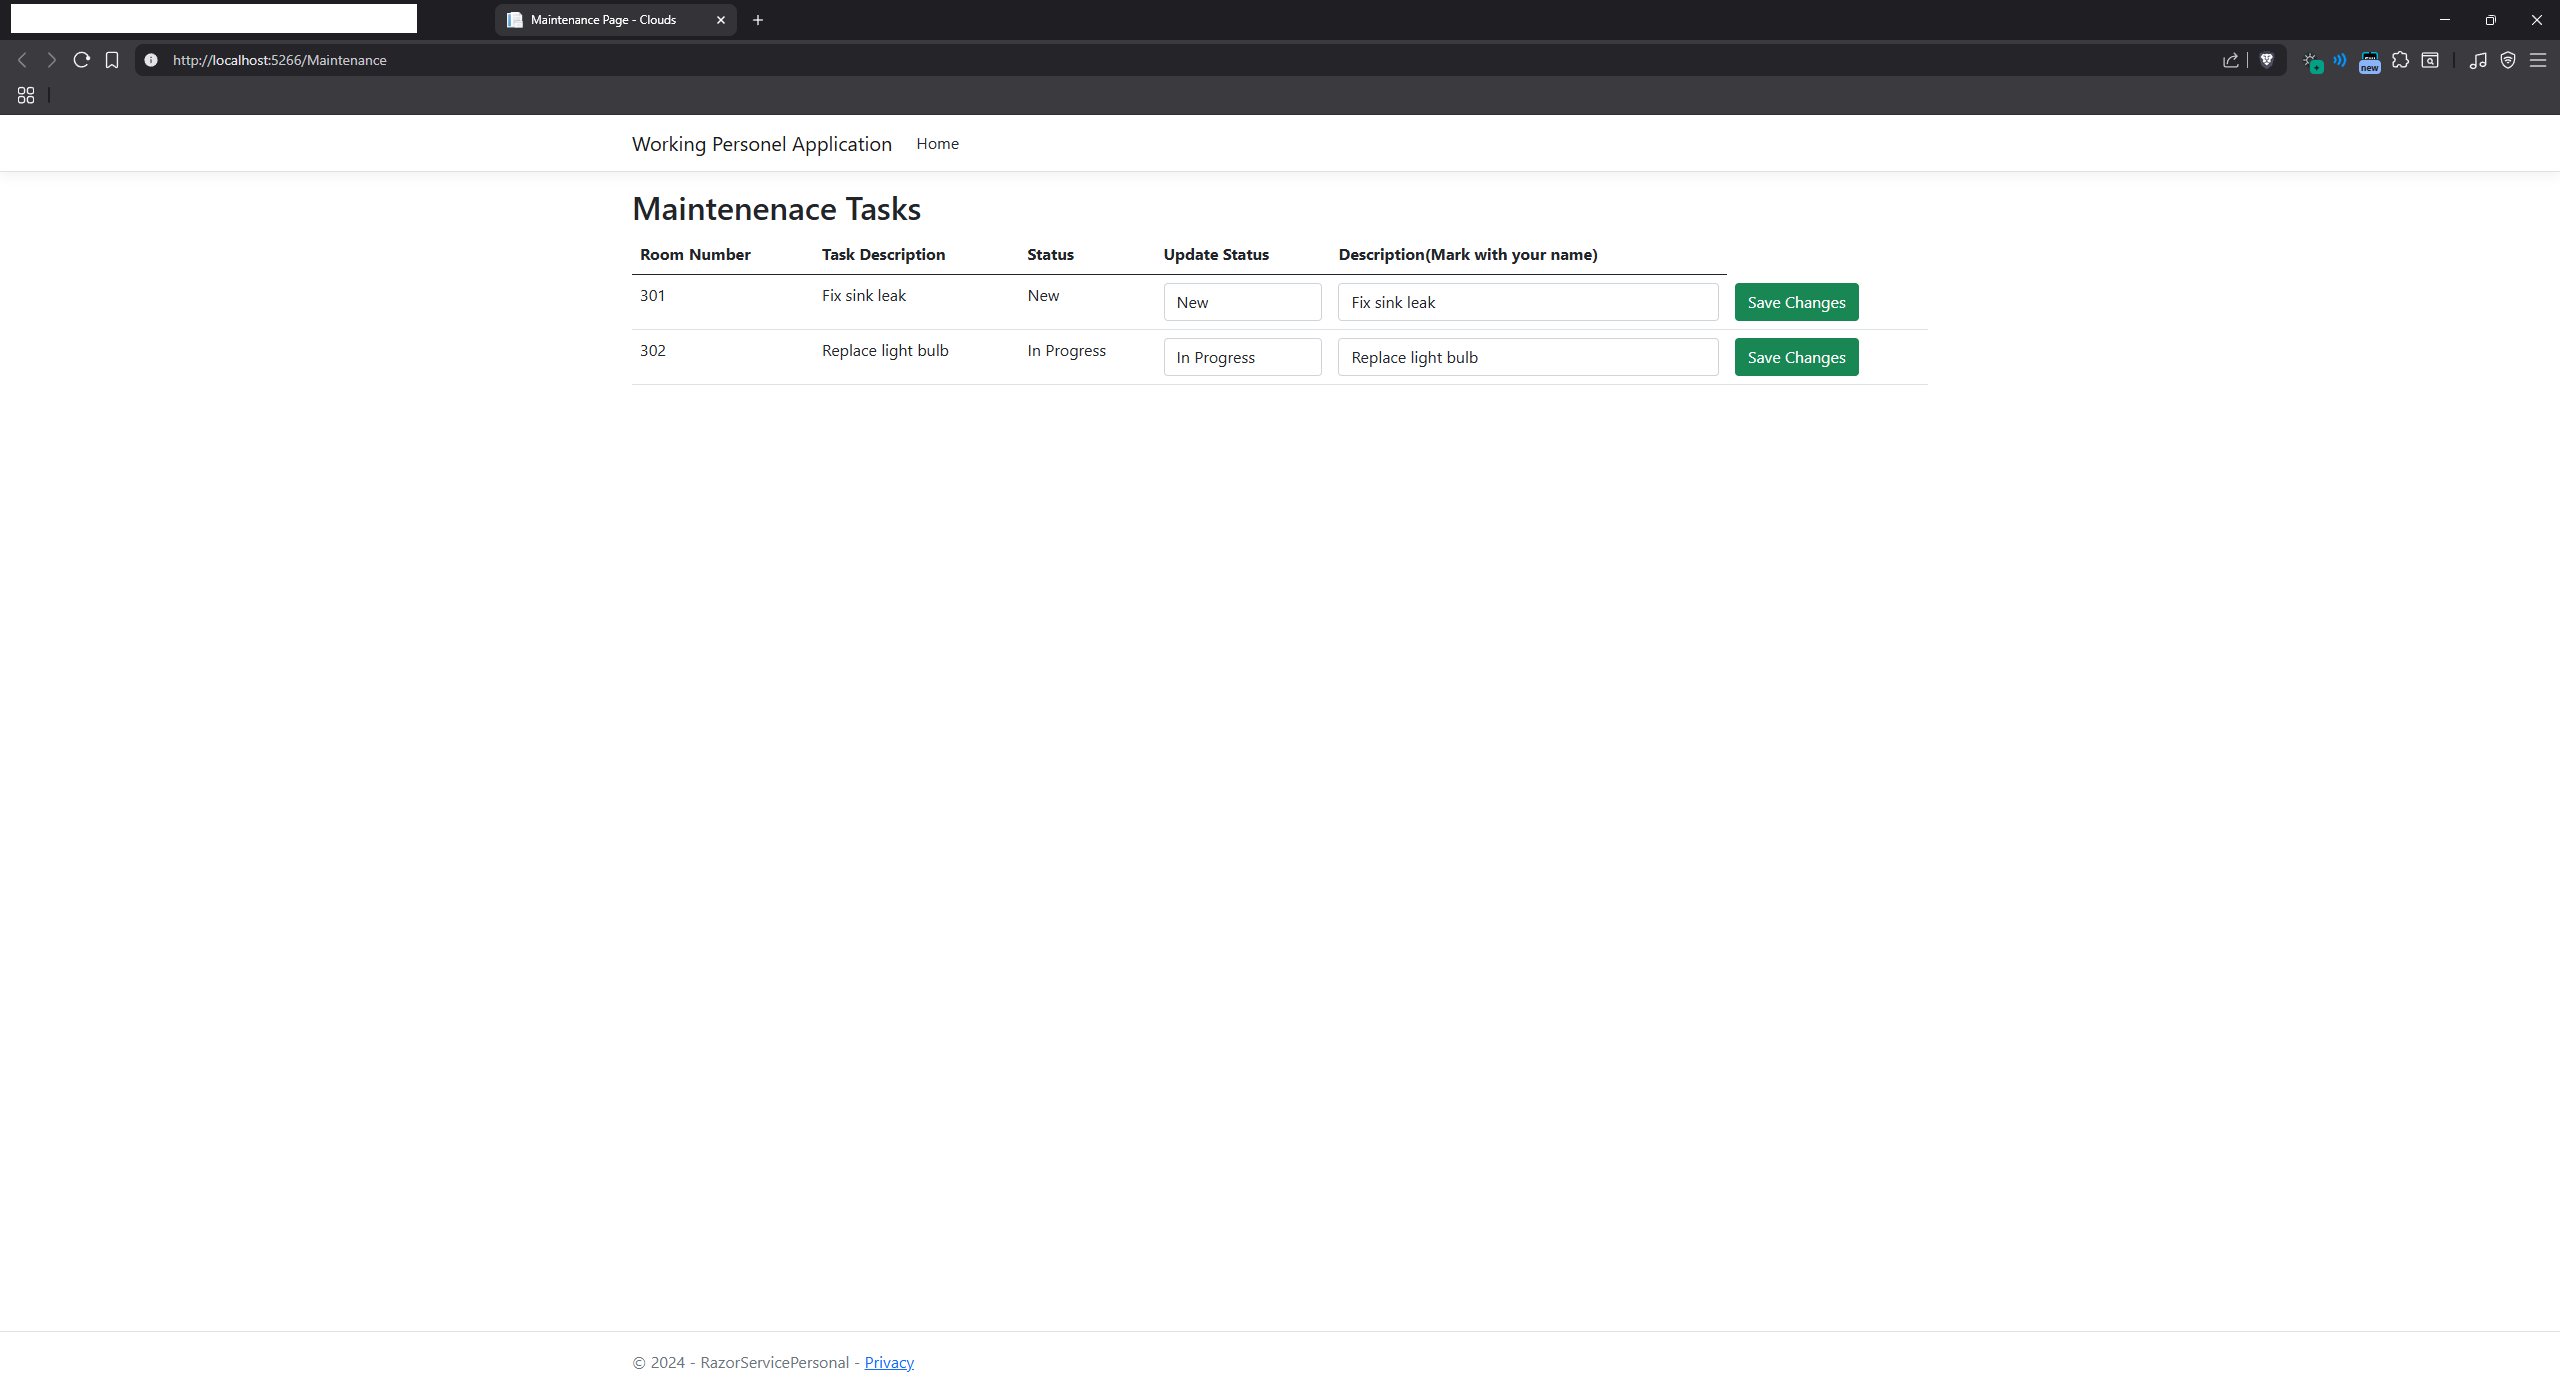 Maintenance Page - Clouds
http://localhost:5266/Maintenance
new
Working Personel Application Home
Maintenenace Tasks
Room Number Task Description Status Update Status Description(Mark with your name)
301 Fix sink leak New New Fix sink leak Save Changes
302 Replace light bulb In Progress In Progress Replace light bulb Save Changes
© 2024 - RazorServicePersonal - Privacy